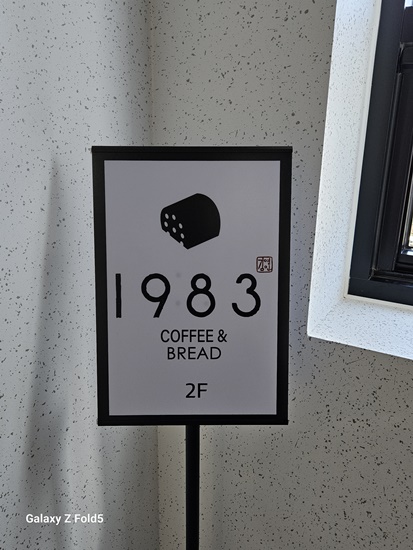 1983
COFFEE &
BREAD
2F
Galaxy Z Fold5